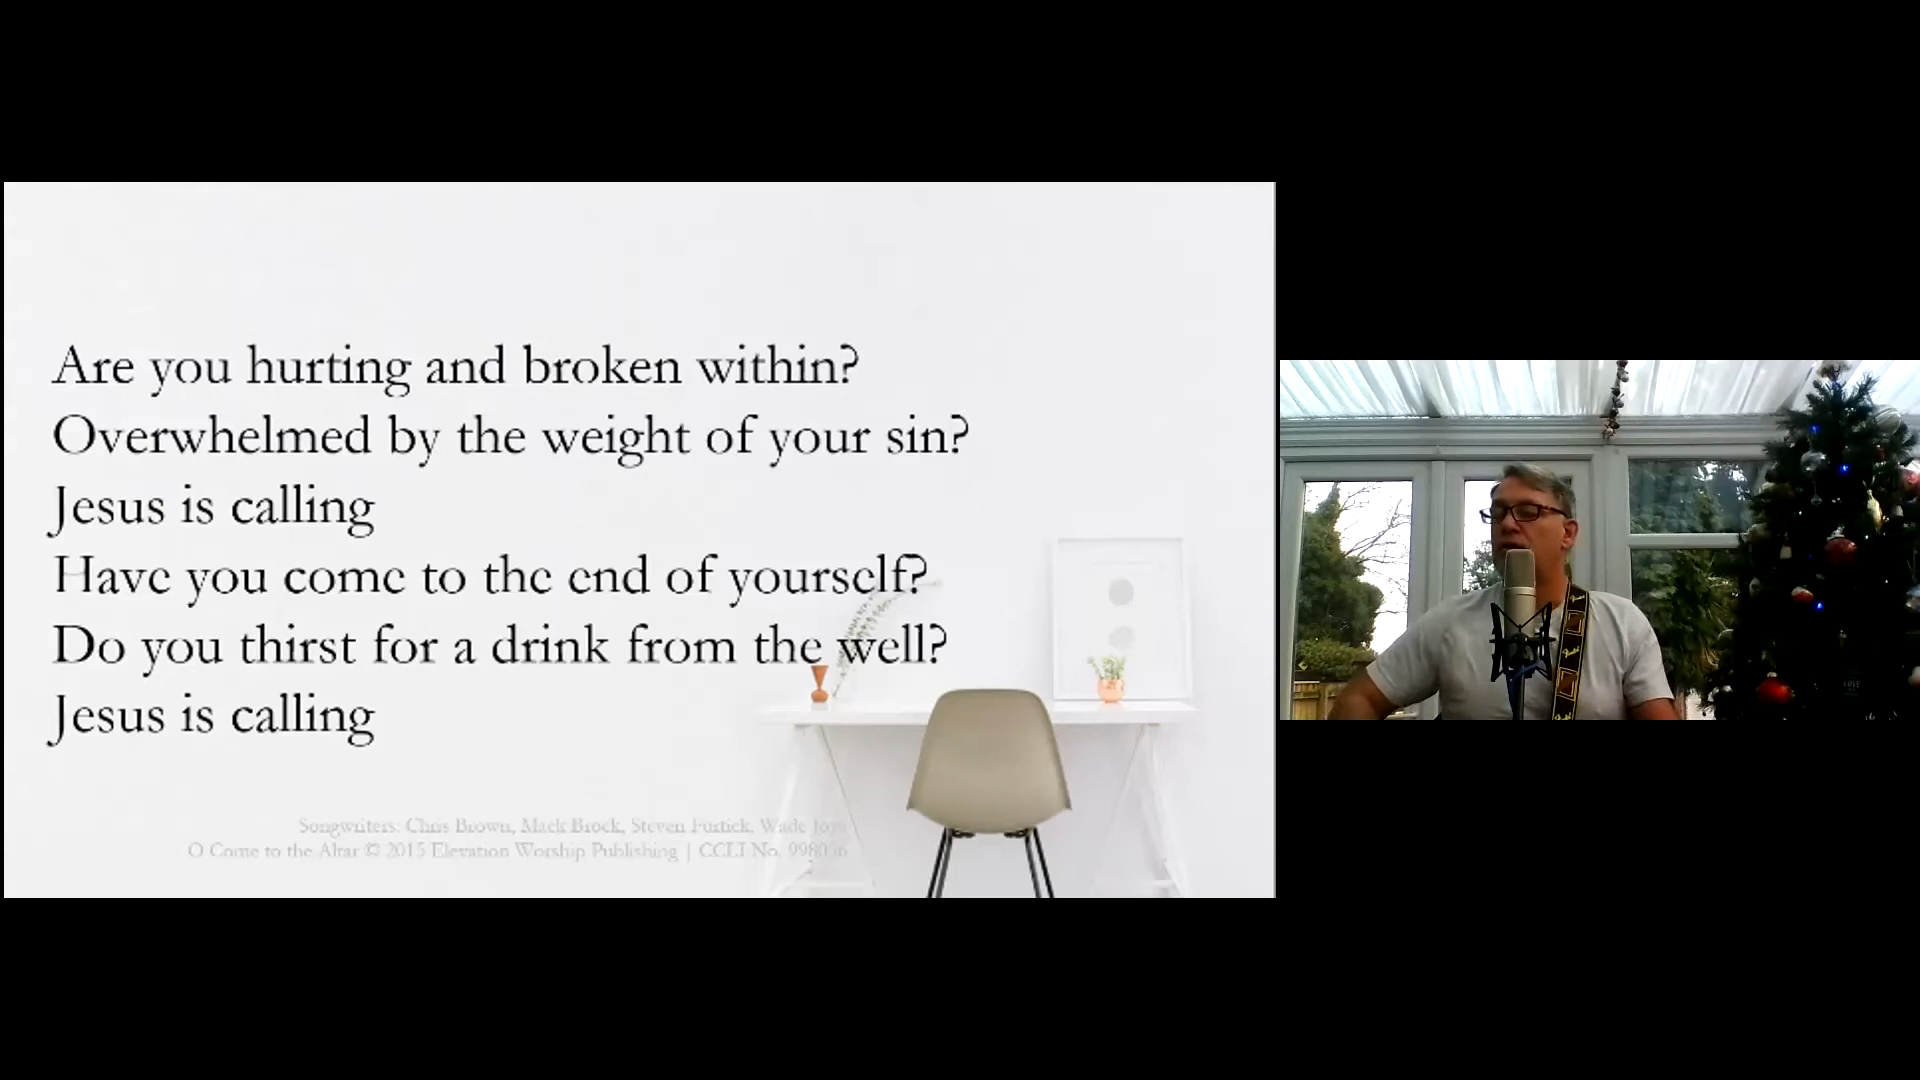 Are you hurting and broken within?
Overwhelmed by the weight of your sin?
Jesus is calling
Have you come to the end of yourself?
Do you thirst for a drink from the well?
Jesus is calling
Songwriters: Chris Brown, Mack Brock, Steven Furtick, Wade Joye
O Come to the Altar © 2015 Elevation Worship Publishing | CCLI No.
Fender
LOVE